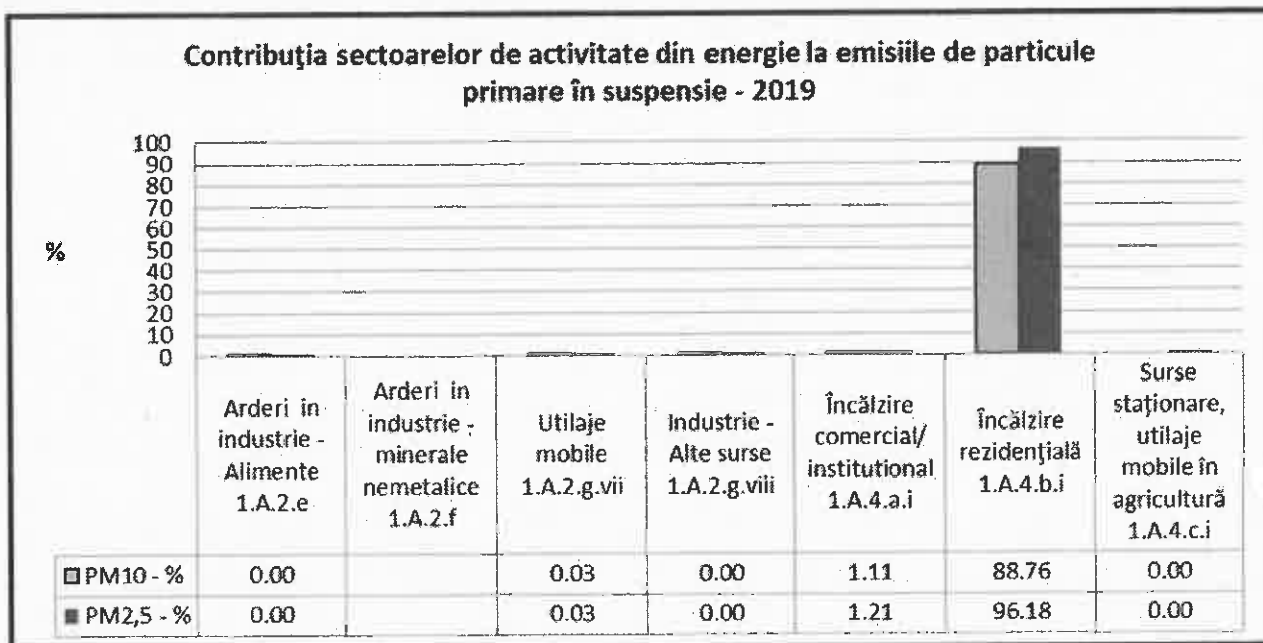 Contribuţia sectoarelor de activitate din energie la emisiile de particule
primare în suspensie - 2019
100
90
80
70
60
50
40
30
20
10
0
%
Arderi in
industrie -
Alimente
1.A.2.e
Arderi in
industrie -
minerale
nemetalice
1.A.2.f
Utilaje
mobile
1.A.2.g.vii
Industrie -
Alte surse
1.A.2.g.viii
Încălzire
comercial/
institutional
1.A.4.a.i
Încălzire
rezidenţială
1.A.4.b.i
Surse
staţionare,
utilaje
mobile în
agricultură
1.A.4.c.i
PM10 - % 0.00 0.03 0.00 1.11 88.76 0.00
PM2,5 - % 0.00 0.03 0.00 1.21 96.18 0.00